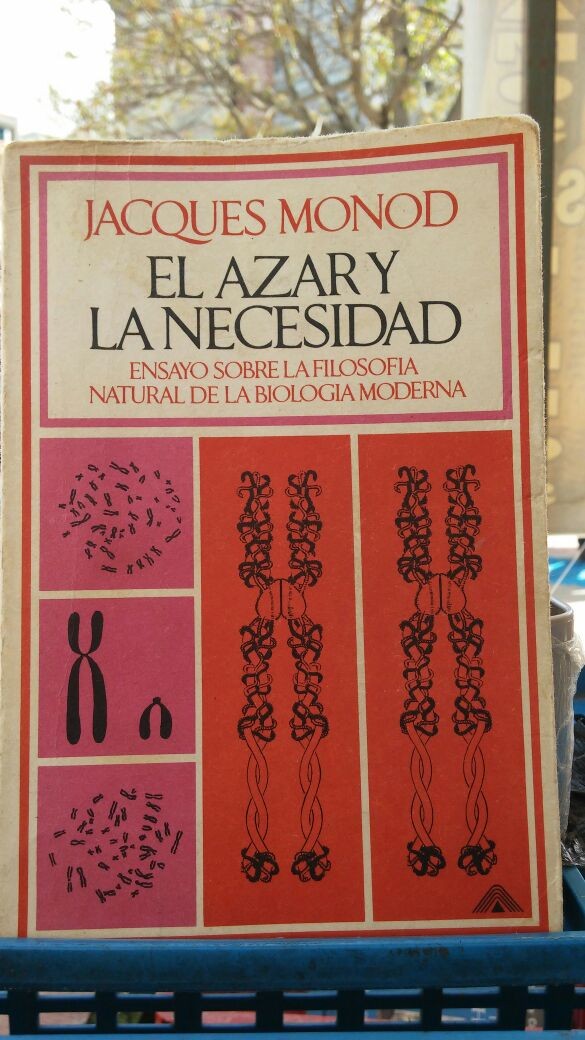 JACQUES MONOD
EL AZAR Y
LA NECESIDAD
ENSAYO SOBRE LA FILOSOFIA
NATURAL DE LA BIOLOGIA MODERNA